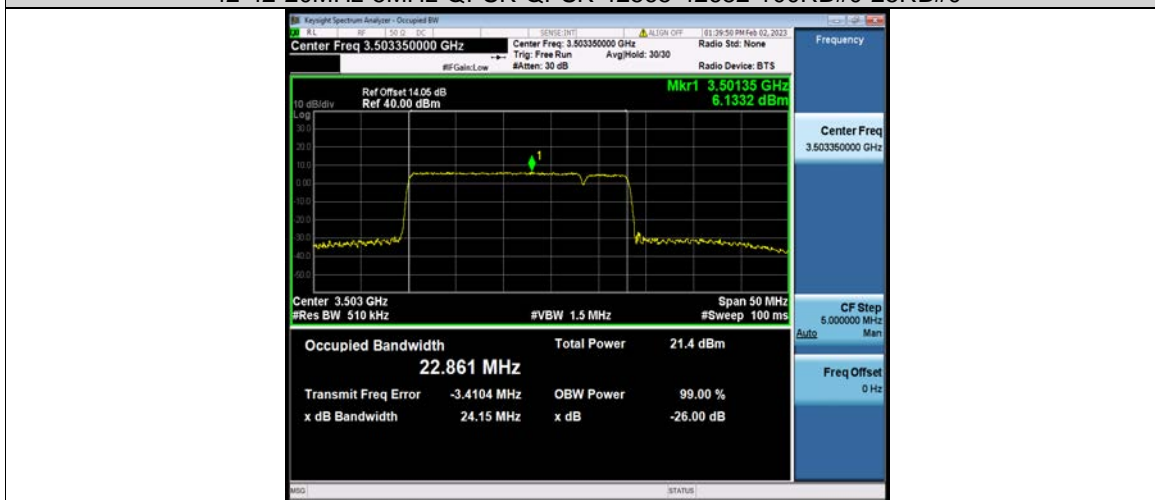 Keysight Spectrum Analyzer - Occupied BW
RL RF 50 Ω DC SENSE:INT ALIGN OFF 01:39:50 PM Feb 02, 2023
Center Freq 3.503350000 GHz Center Freq: 3.503350000 GHz Radio Std: None Frequency
Trig: Free Run Avg|Hold: 30/30
#IFGain:Low #Atten: 30 dB Radio Device: BTS
Mkr1 3.50135 GHz
Ref Offset 14.05 dB
10 dB/div Ref 40.00 dBm 6.1332 dBm
Log
30.0
20.0
10.0
0.00
-10.0
-20.0
-30.0
-40.0
-50.0
1
Center Freq
3.503350000 GHz
Center 3.503 GHz Span 50 MHz
#Res BW 510 kHz #VBW 1.5 MHz #Sweep 100 ms
CF Step
5.000000 MHz
Auto Man
Occupied Bandwidth Total Power 21.4 dBm
22.861 MHz
Freq Offset
0 Hz
Transmit Freq Error -3.4104 MHz OBW Power 99.00 %
x dB Bandwidth 24.15 MHz x dB -26.00 dB
MSG STATUS